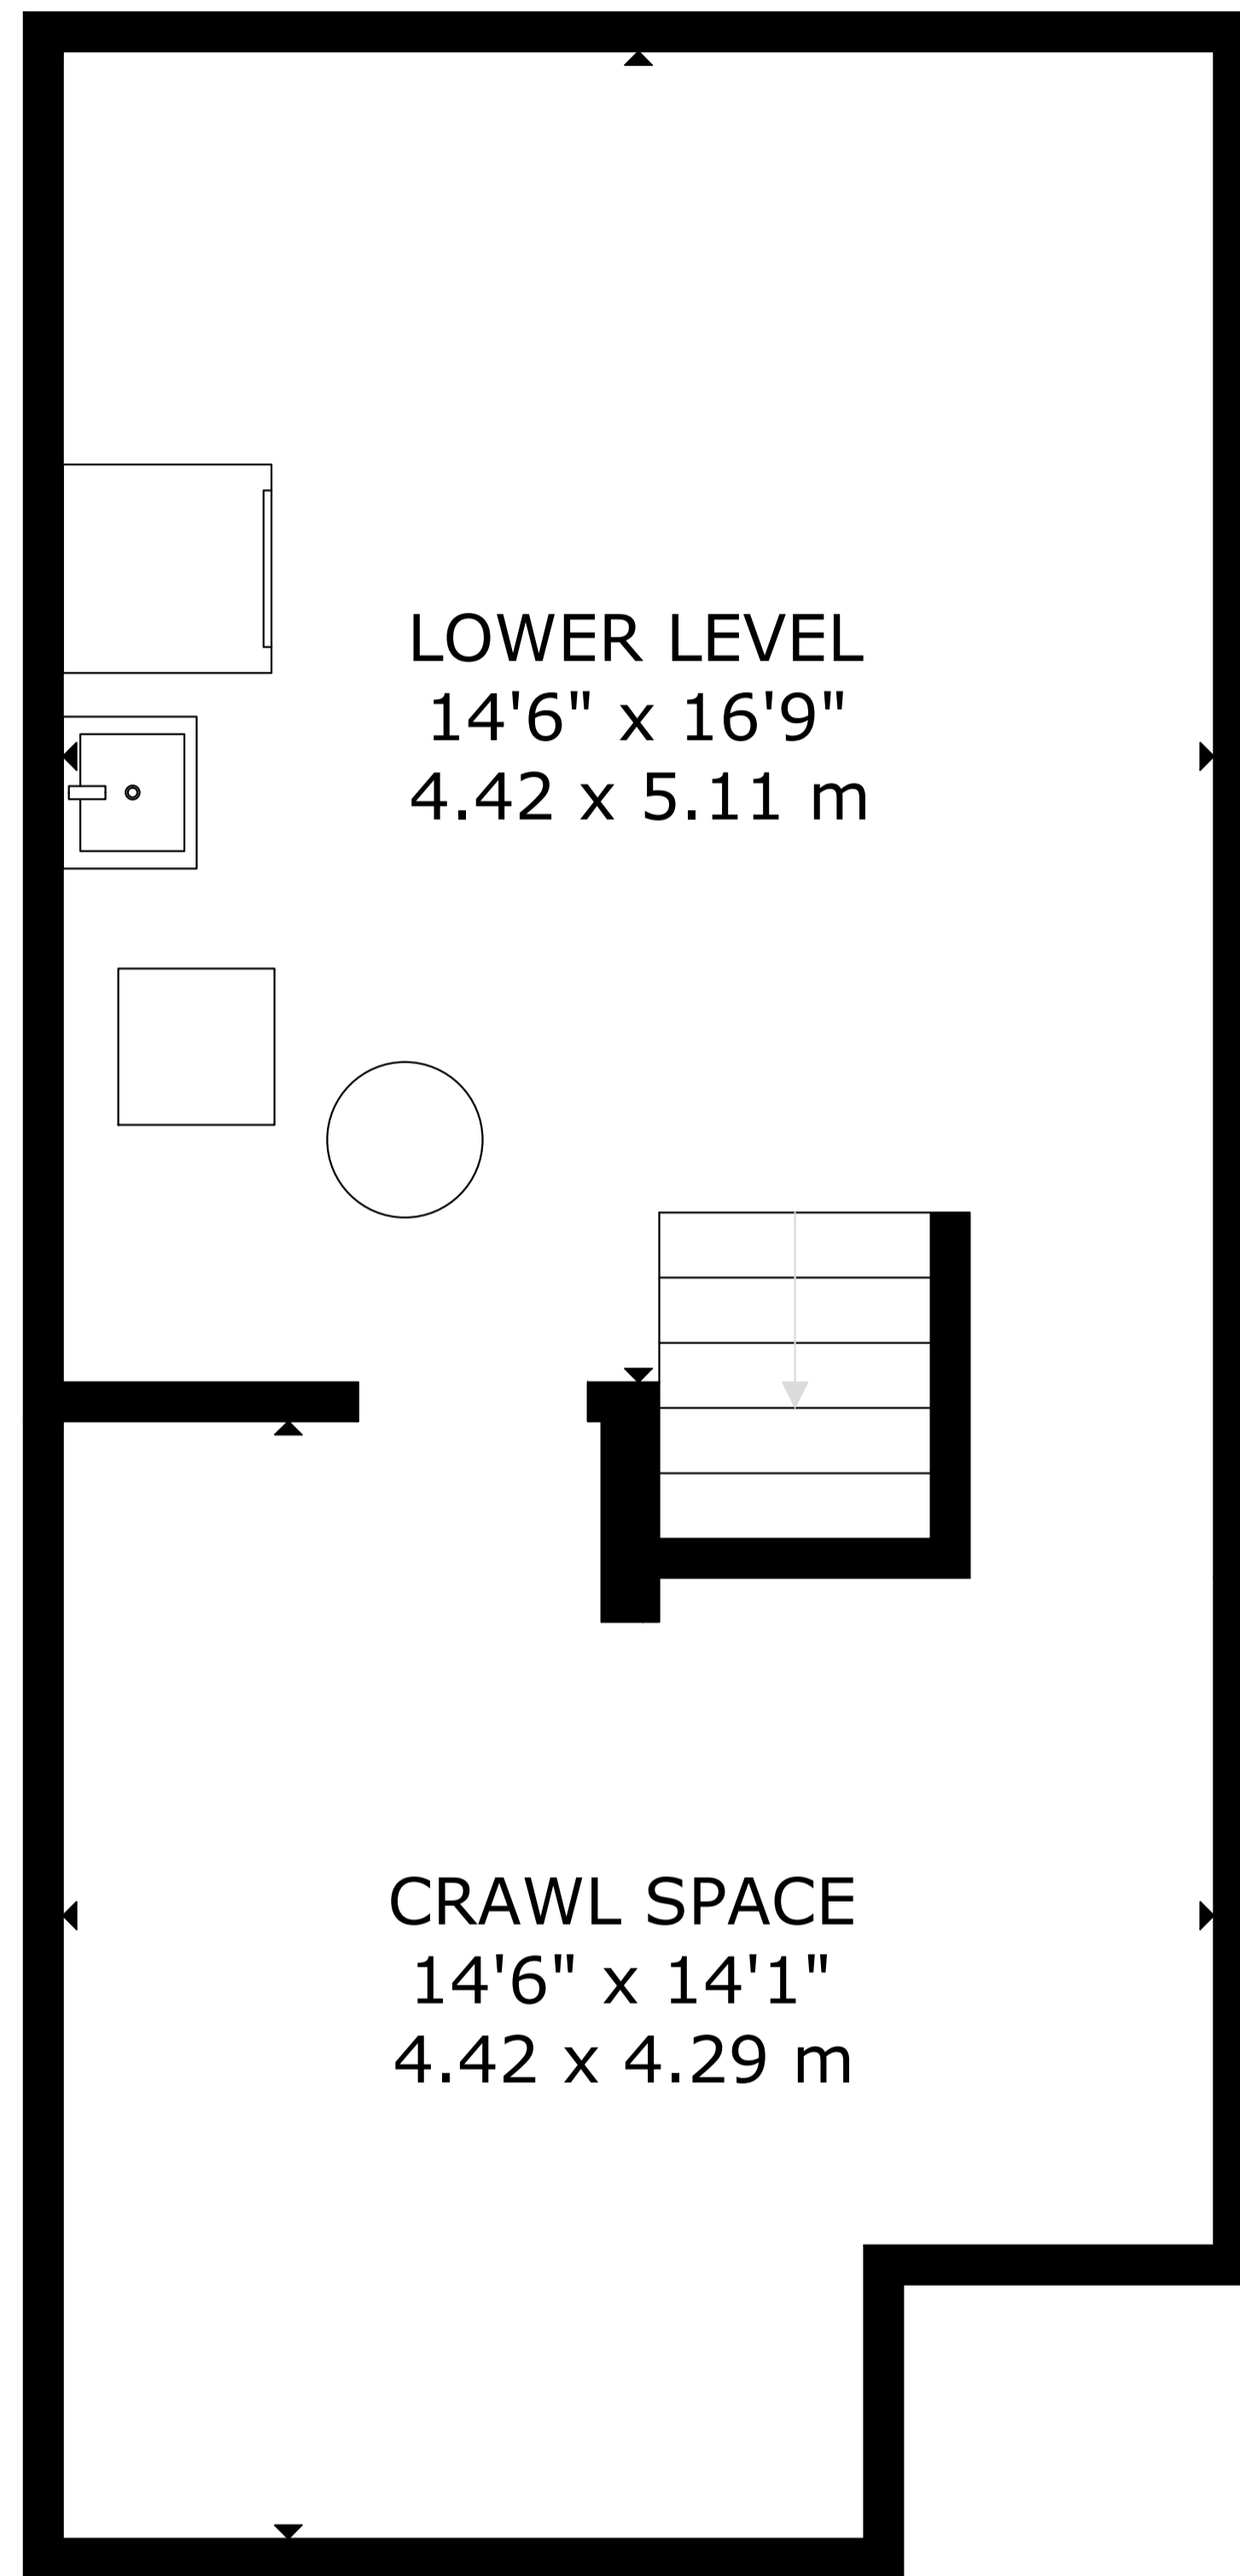 LOWER LEVEL
14'6" x 16'9"
4.42 x 5.11 m
CRAWL SPACE
14'6" x 14'1"
4.42 x 4.29 m